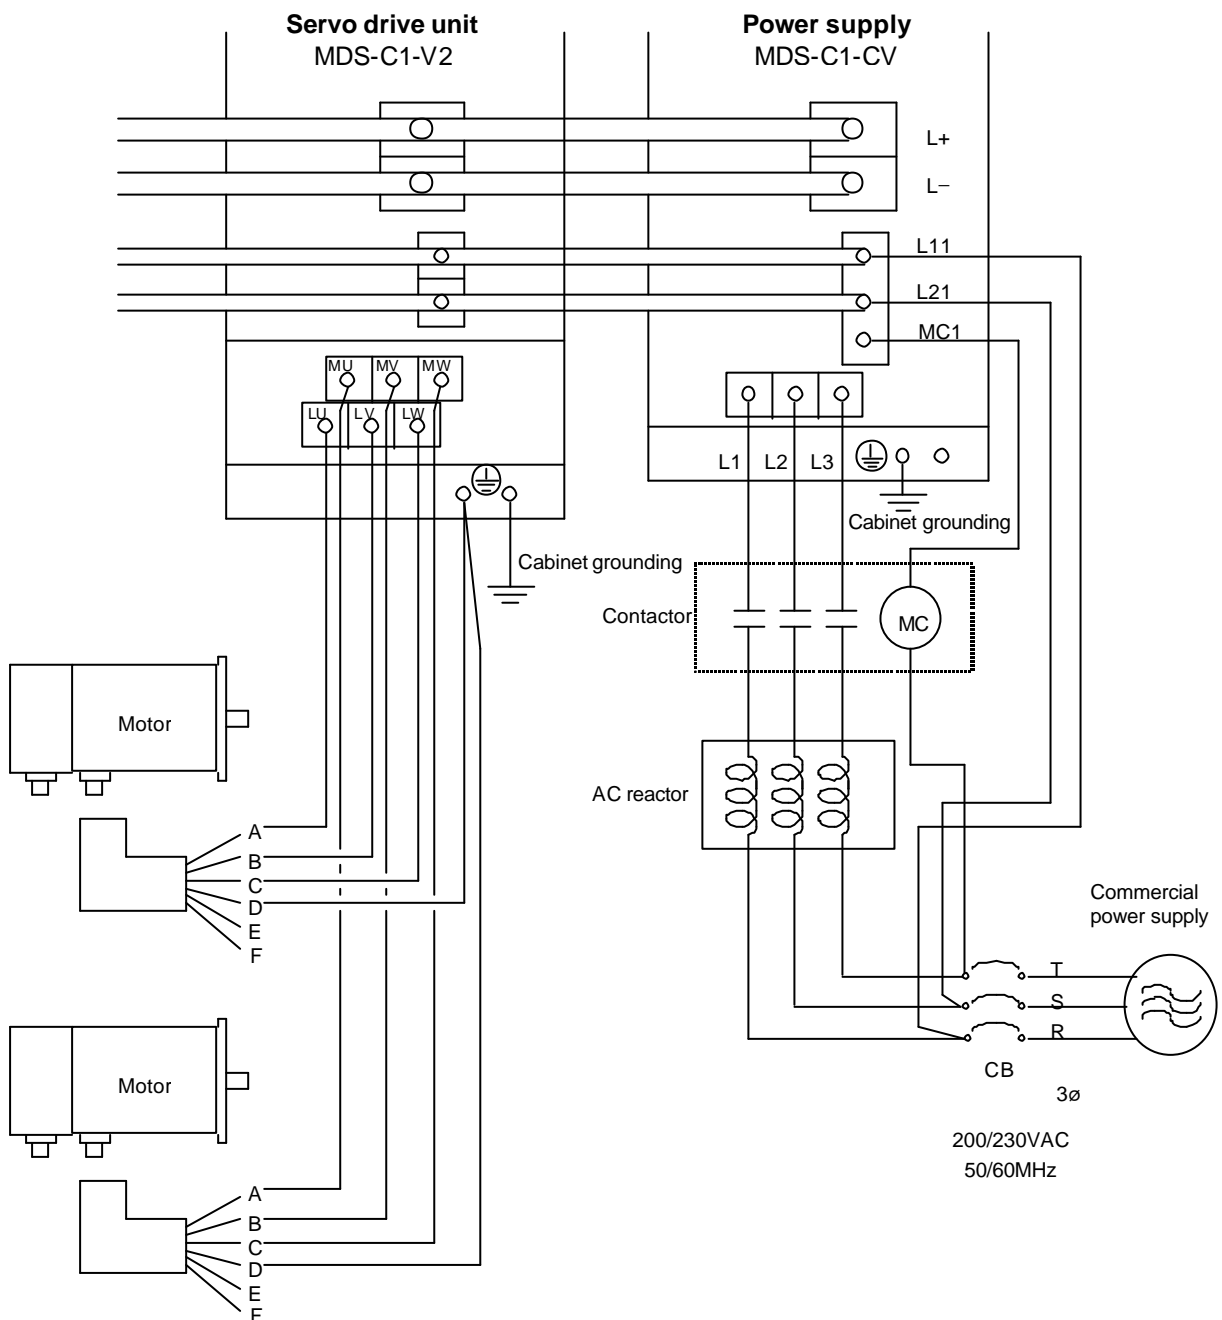 Servo drive unit
MDS-C1-V2
Power supply
MDS-C1-CV
L+
L−
L11
L21
MC1
MU MV MW
LU LV LW
L1 L2 L3
Cabinet grounding
Cabinet grounding
Contactor
MC
Motor
AC reactor
A
B
C
D
E
F
Commercial
power supply
T
S
R
CB
3ø
200/230VAC
50/60MHz
Motor
A
B
C
D
E
F